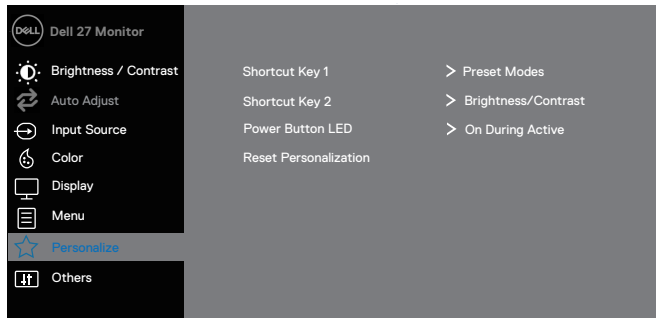 DELL Dell 27 Monitor
Brightness / Contrast
Auto Adjust
Input Source
Color
Display
Menu
Personalize
Others
Shortcut Key 1 > Preset Modes
Shortcut Key 2 > Brightness/Contrast
Power Button LED > On During Active
Reset Personalization